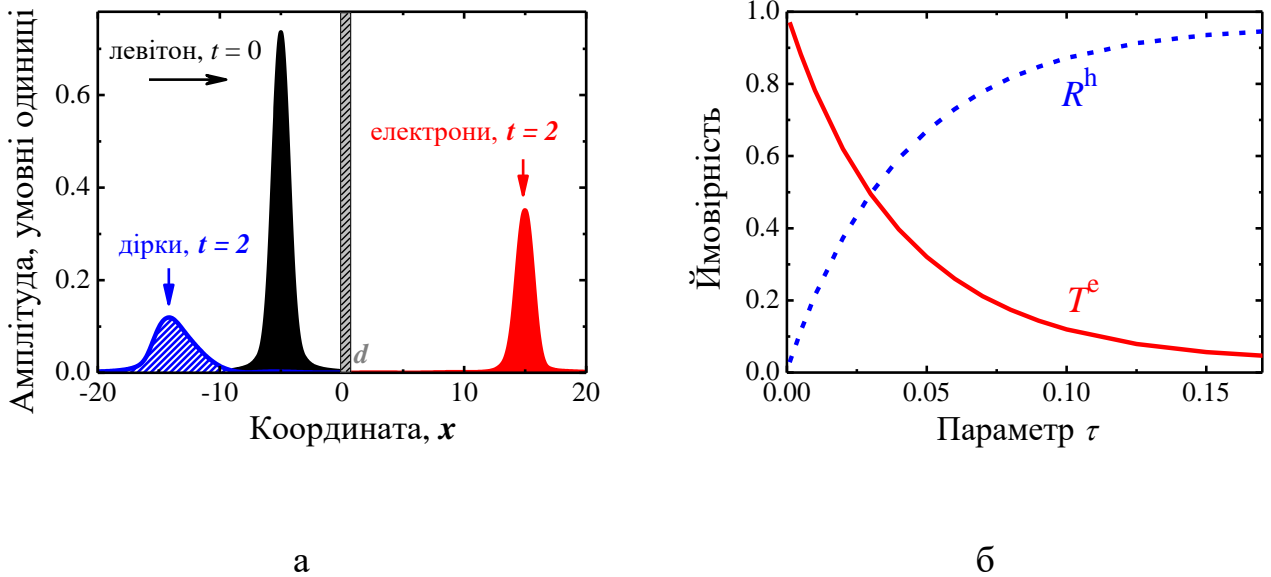 Амплітуда, умовні одиниці
0.6
0.4
0.2
0.0
левітон, t = 0
електрони, t = 2
дірки, t = 2
d
-20
-10
0
10
20
Координата, x
а
Ймовірність
1.0
0.8
0.6
0.4
0.2
0.0
R^h
T^e
0.00
0.05
0.10
0.15
Параметр τ
б